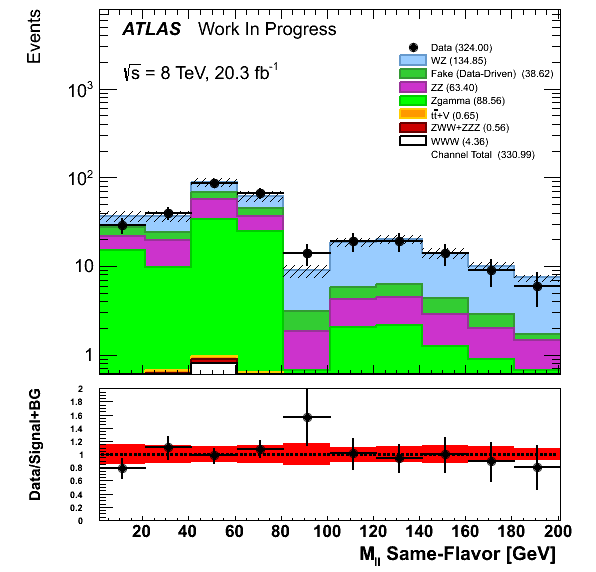 Events
ATLAS Work In Progress
√s = 8 TeV, 20.3 fb⁻¹
Data (324.00)
WZ (134.85)
Fake (Data-Driven) (38.62)
ZZ (63.40)
Zgamma (88.56)
tt̄+V (0.65)
ZWW+ZZZ (0.56)
WWW (4.36)
Channel Total (330.99)
10³
10²
10
1
Data/Signal+BG
2
1.8
1.6
1.4
1.2
1
0.8
0.6
0.4
0.2
0
20 40 60 80 100 120 140 160 180 200
M_ll Same-Flavor [GeV]